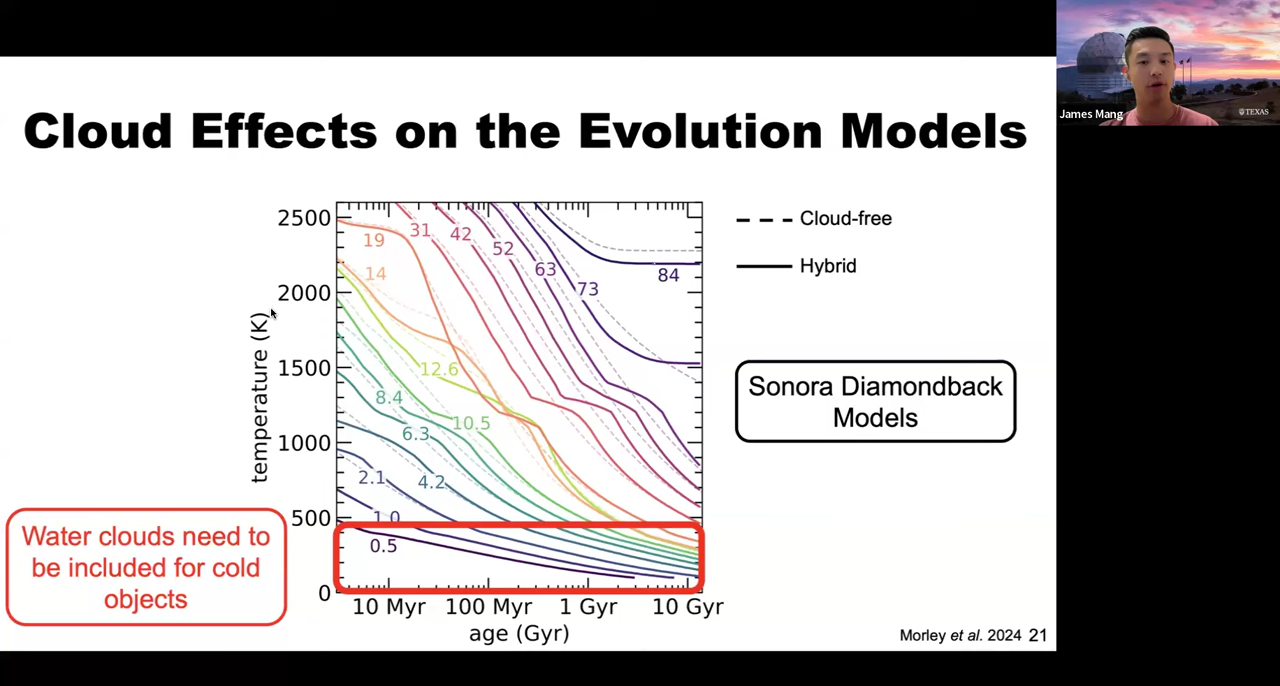 Cloud Effects on the Evolution Models
James Mang
TEXAS
2500
2000
1500
1000
500
0
temperature (K)
19
31
42
52
63
73
84
14
12.6
8.4
10.5
6.3
2.1
4.2
1.0
0.5
10 Myr
100 Myr
1 Gyr
10 Gyr
age (Gyr)
Cloud-free
Hybrid
Sonora Diamondback
Models
Water clouds need to
be included for cold
objects
Morley et al. 2024 21